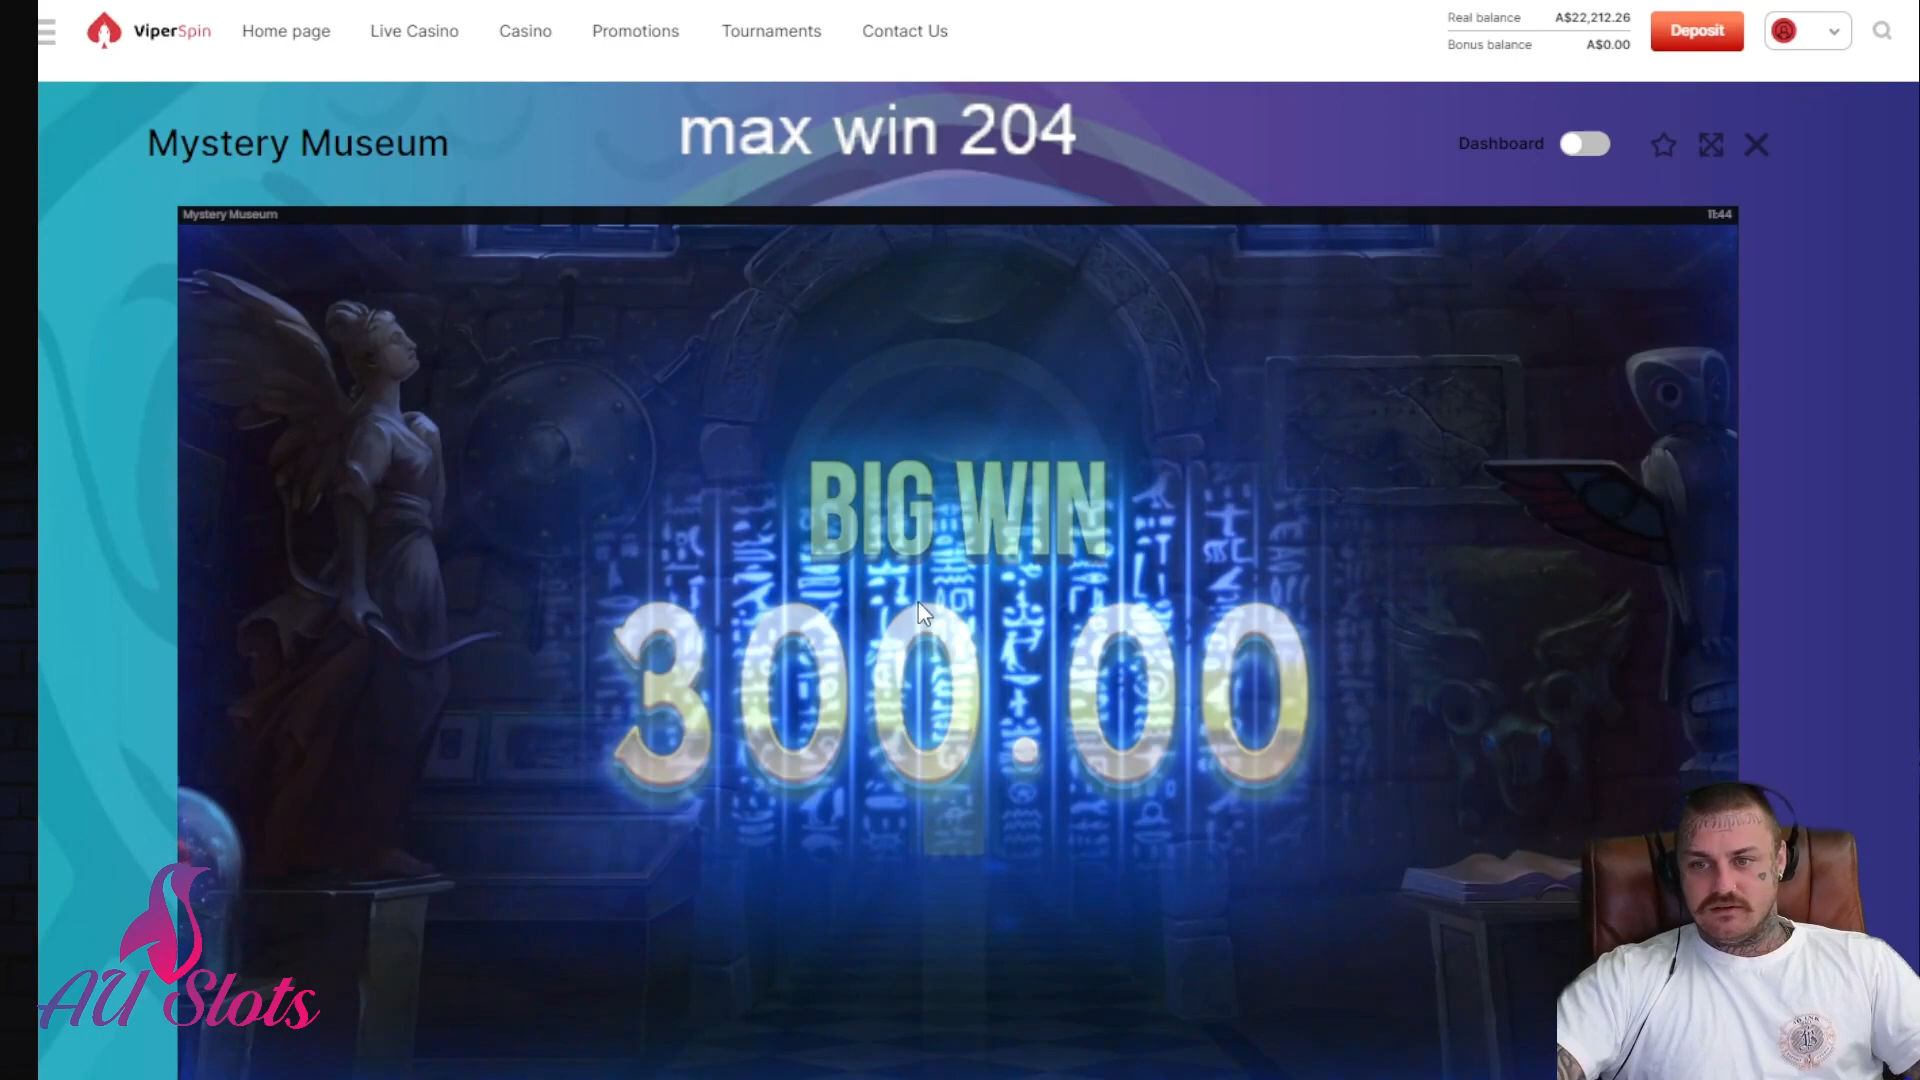 ViperSpin Home page Live Casino Casino Promotions Tournaments Contact Us
Real balance A$22,212.26
Bonus balance A$0.00
Deposit
max win 204
Mystery Museum
Dashboard
Mystery Museum 11:44
BIG WIN
300.00
AU Slots